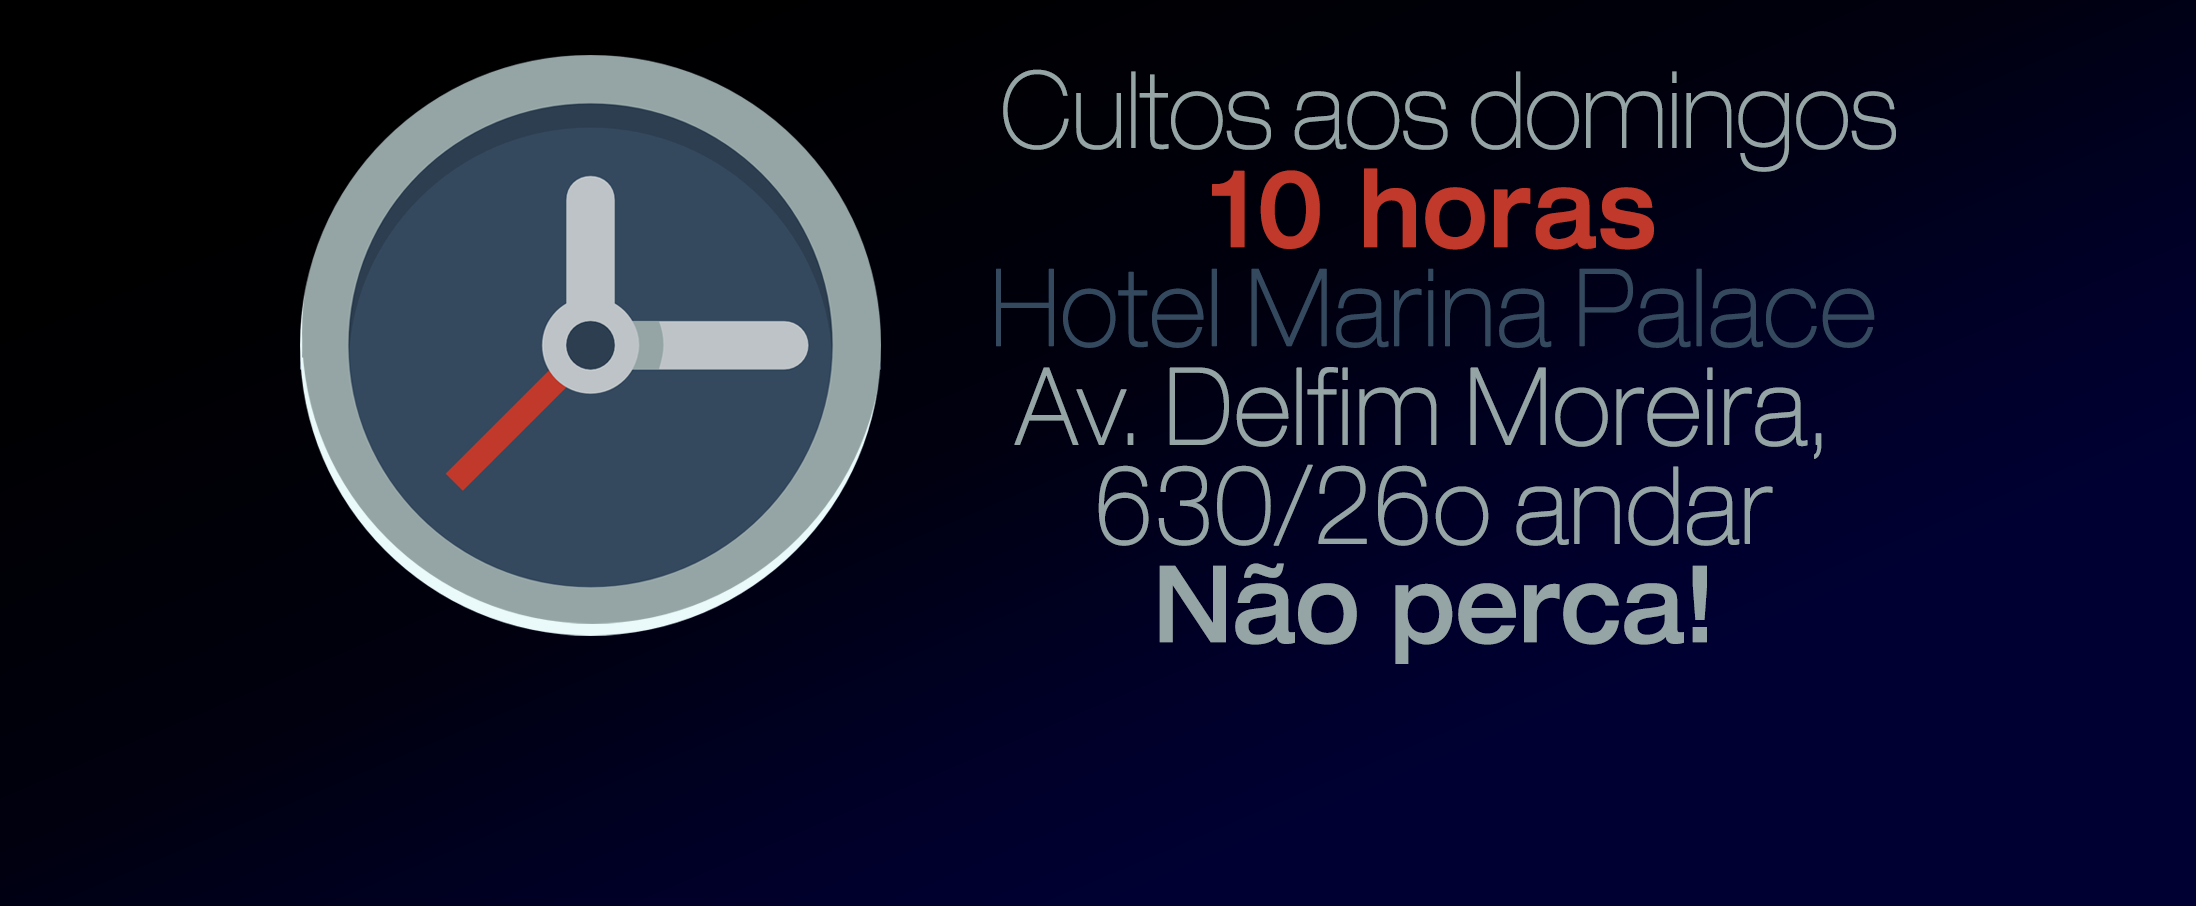 Cultos aos domingos
10 horas
Hotel Marina Palace
Av. Delfim Moreira,
630/26o andar
Não perca!